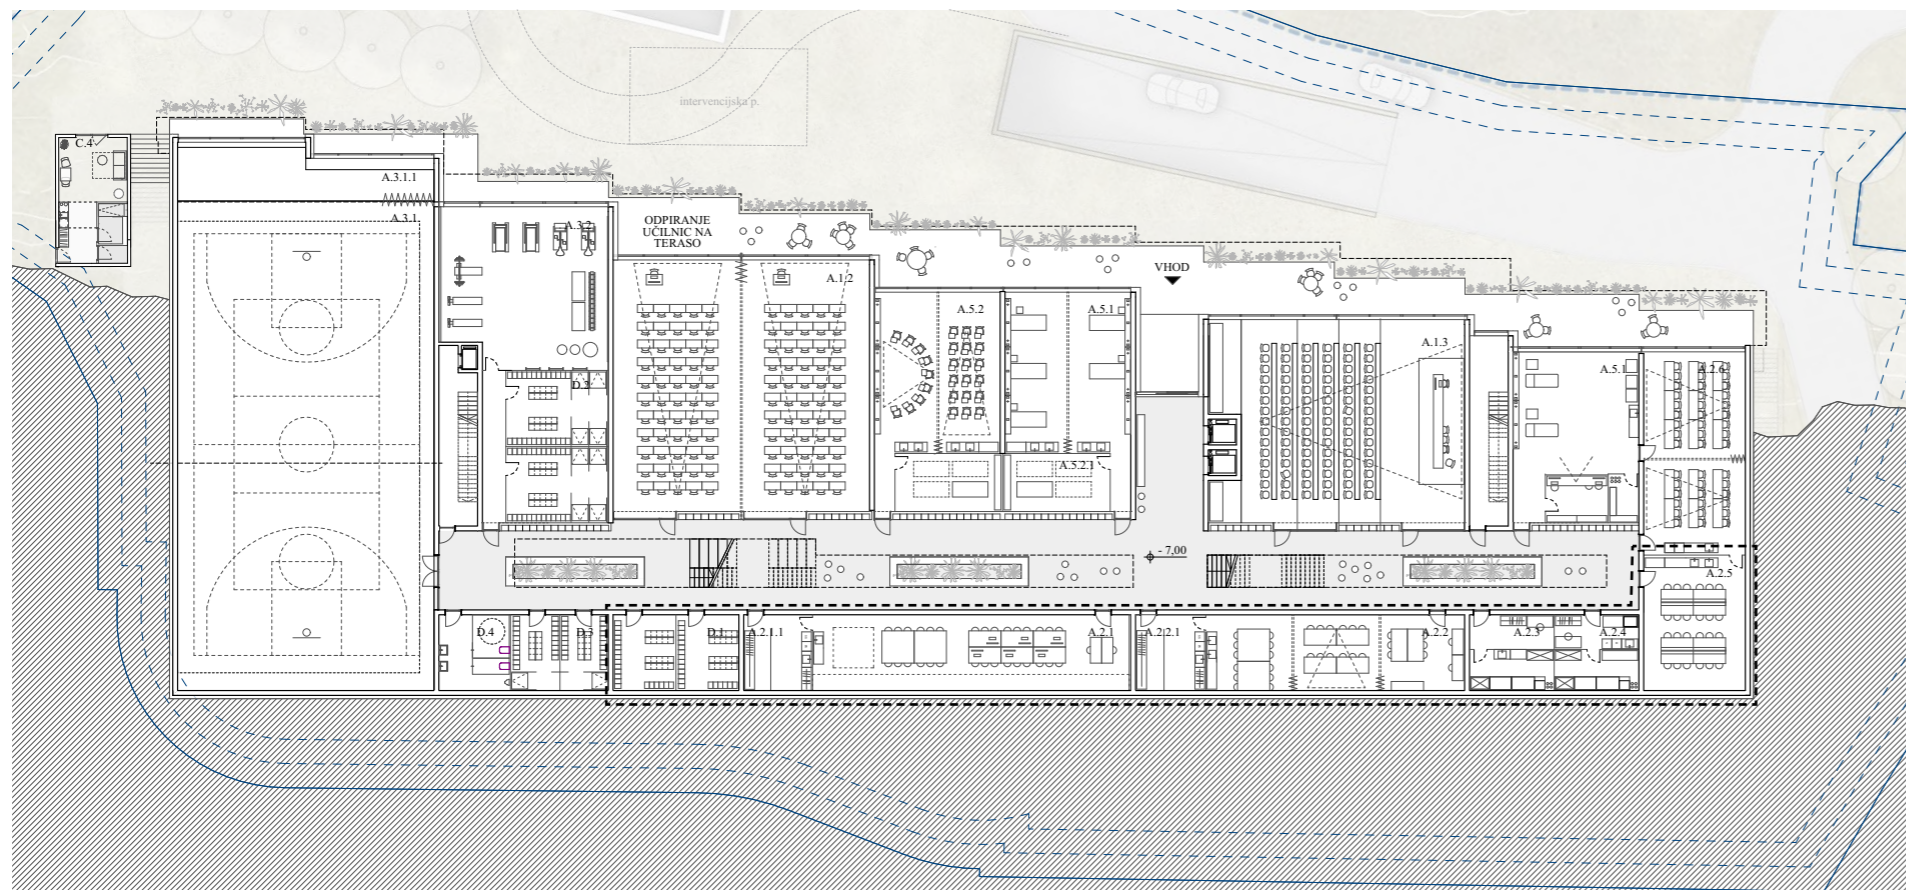 intervencijska p.
C.4
A.3.1.1
A.3.1
A.3.2
ODPIRANJE
UČILNIC NA
TERASO
A.1.2
VHOD
A.5.2
A.5.1
A.1.3
A.5.1
A.2.6
D.2
A.5.2.1
- 7,00
A.2.5
D.4
D.3
D.1
A.2.1.1
A.2.1
A.2.2.1
A.2.2
A.2.3
A.2.4